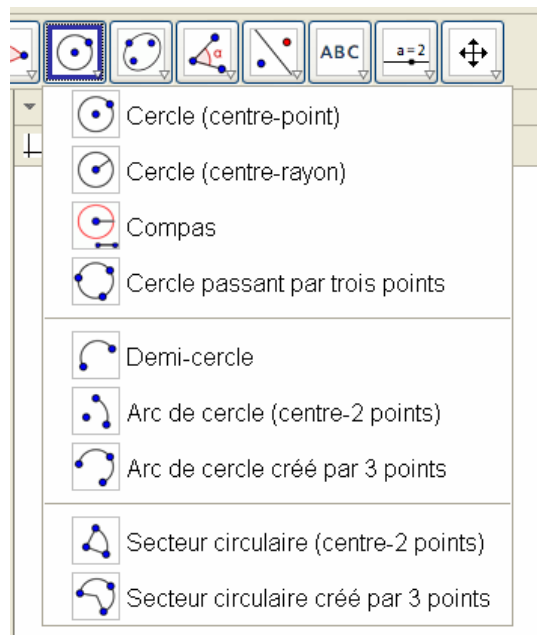 α
ABC
a=2
Cercle (centre-point)
Cercle (centre-rayon)
Compas
Cercle passant par trois points
Demi-cercle
Arc de cercle (centre-2 points)
Arc de cercle créé par 3 points
Secteur circulaire (centre-2 points)
Secteur circulaire créé par 3 points